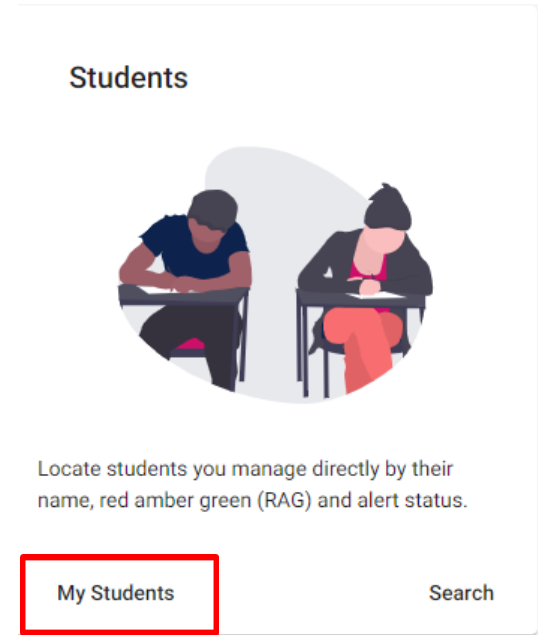 Students
Locate students you manage directly by their
name, red amber green (RAG) and alert status.
My Students
Search